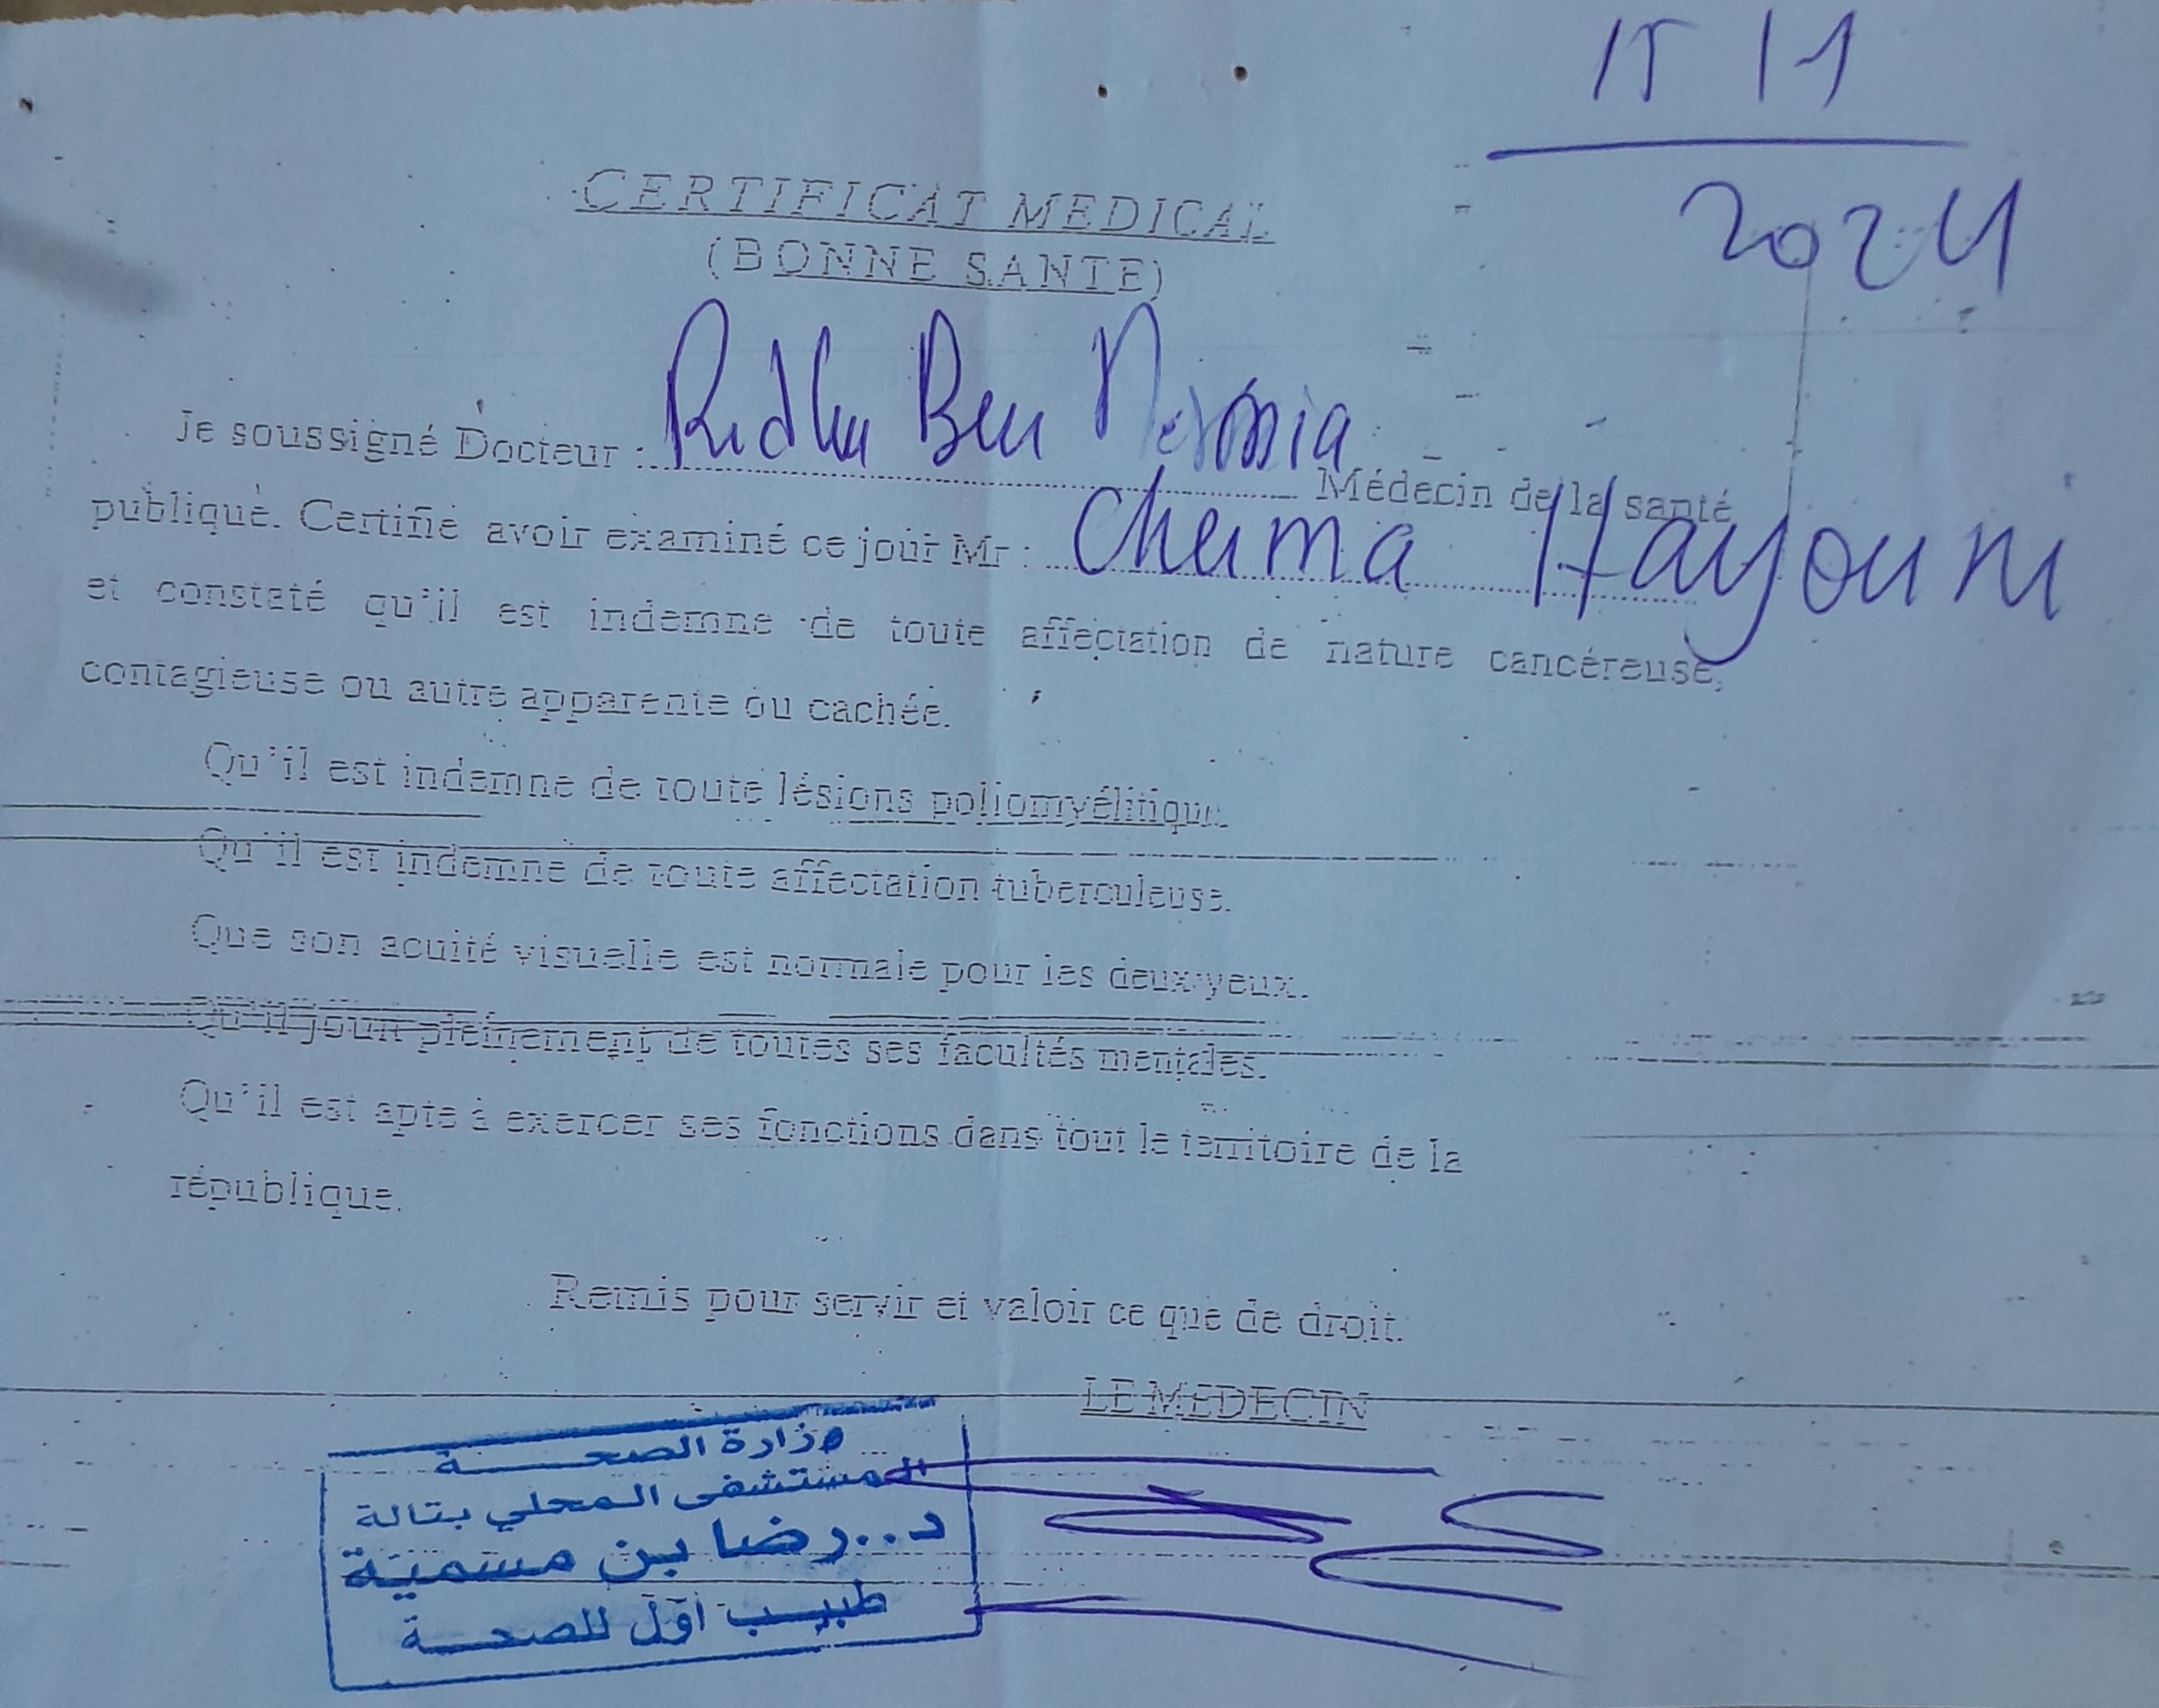 15 11
2024
CERTIFICAT MEDICAL
(BONNE SANTE)
Je soussigné Docteur : Ridha Ben Médecin de la santé
publique. Certifie avoir examiné ce jour Mr : Cheima Hayouni
et constaté qu'il est indemne de toute affectation de nature cancéreuse,
contagieuse ou autre apparente ou cachée.
Qu'il est indemne de toute lésions poliomyélitique.
Qu'il est indemne de toute affectation tuberculeuse.
Que son acuité visuelle est normale pour les deux yeux.
Qu'il jouit pleinement de toutes ses facultés mentales.
Qu'il est apte à exercer ses fonctions dans tout le territoire de la
république.
Remis pour servir et valoir ce que de droit.
LE MEDECIN
وزارة الصحة
المستشفى المحلي بتالة
د..رضا بن مسمية
طبيب أول للصحة